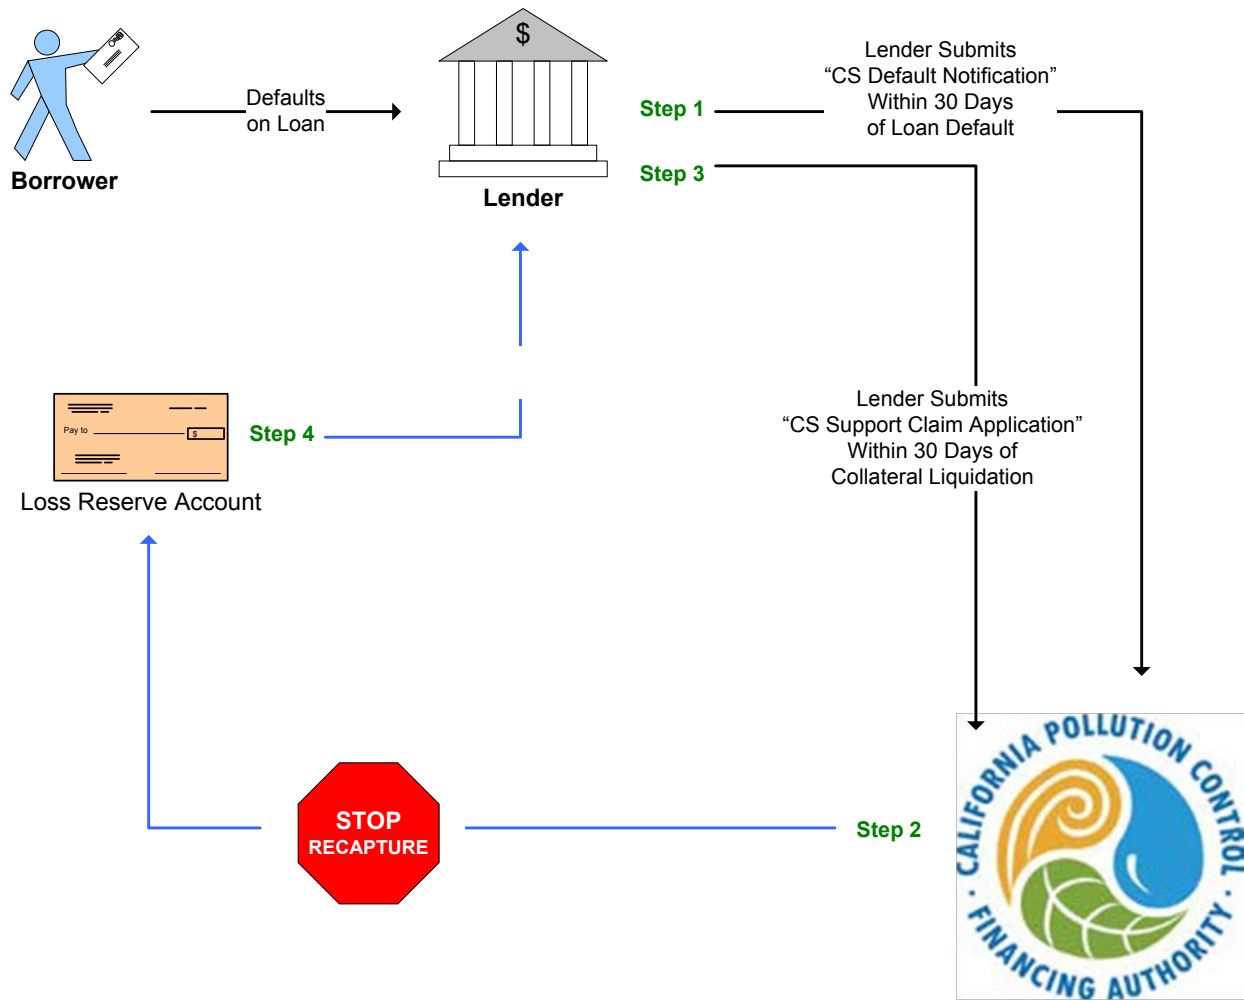 $
Lender Submits
“CS Default Notification”
Within 30 Days
of Loan Default
Defaults
on Loan
Step 1
Step 3
Borrower
Lender
Lender Submits
“CS Support Claim Application”
Within 30 Days of
Collateral Liquidation
Pay to
$
Step 4
Loss Reserve Account
STOP
RECAPTURE
Step 2
CALIFORNIA POLLUTION CONTROL
· FINANCING AUTHORITY ·